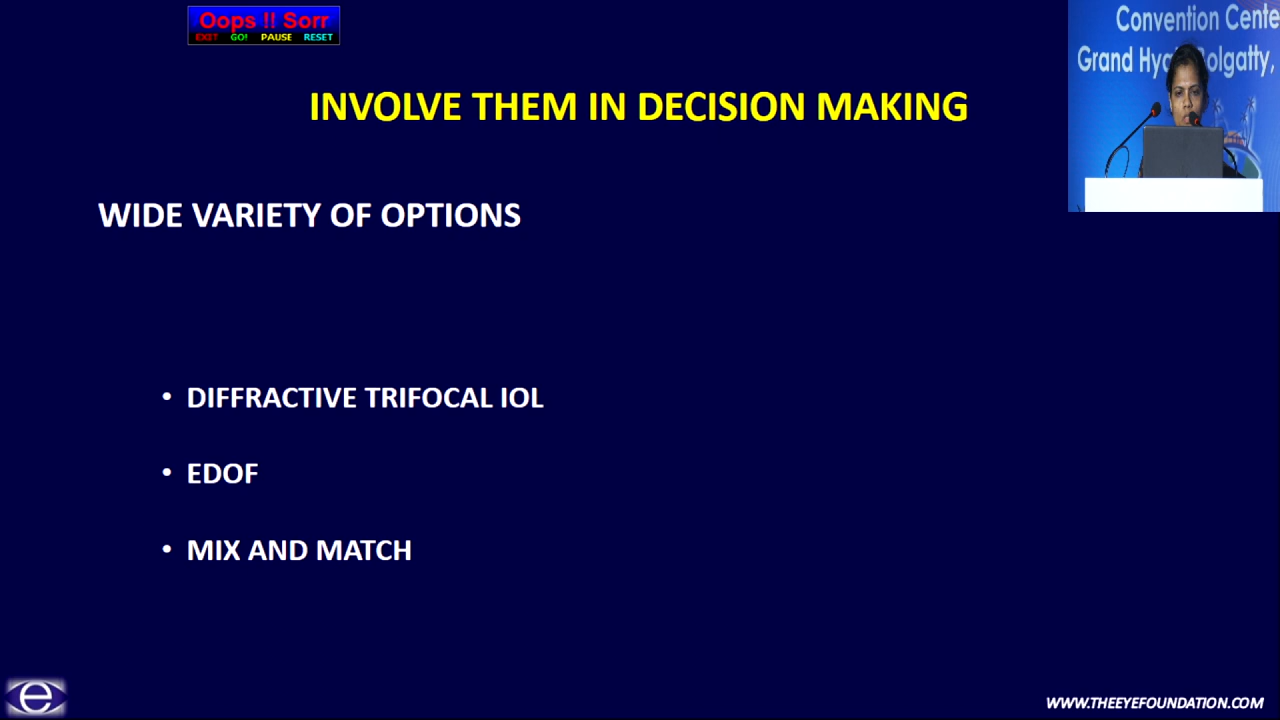 Oops !! Sorr
EXIT GO! PAUSE RESET
Convention Cente
Grand Hya olgatty,
INVOLVE THEM IN DECISION MAKING
WIDE VARIETY OF OPTIONS
• DIFFRACTIVE TRIFOCAL IOL
• EDOF
• MIX AND MATCH
e
WWW.THEEYEFOUNDATION.COM